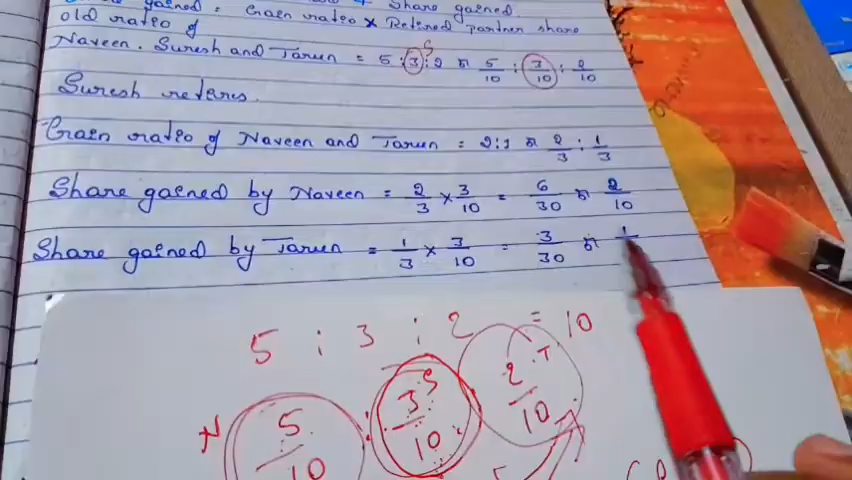 gained = Gain ratio × Retired partner share
Share gained.
old ratio of
Naveen. Suresh and Tarun = 5 : 3 : 2 or 5/10 : 3/10 : 2/10
S
Suresh retires.
Gain ratio of Naveen and Tarun = 2:1 or 2/3 : 1/3
Share gained by Naveen = 2/3 × 3/10 = 6/30 or 2/10
Share gained by Tarun = 1/3 × 3/10 = 3/30 or 1
5 : 3 : 2 = 10
N 5/10 : 3/10 S 2/10 T